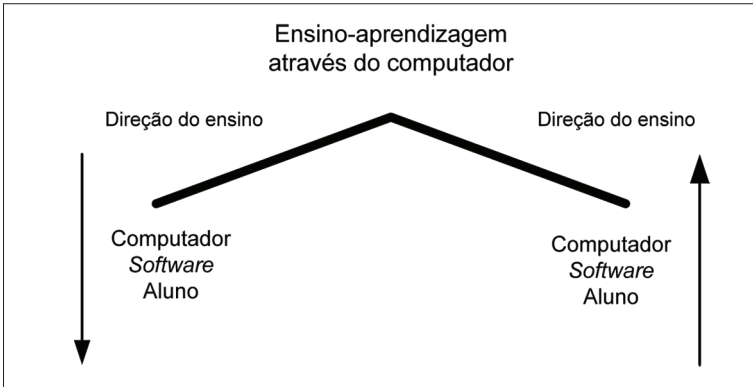 Ensino-aprendizagem
através do computador
Direção do ensino
Direção do ensino
Computador
Software
Aluno
Computador
Software
Aluno